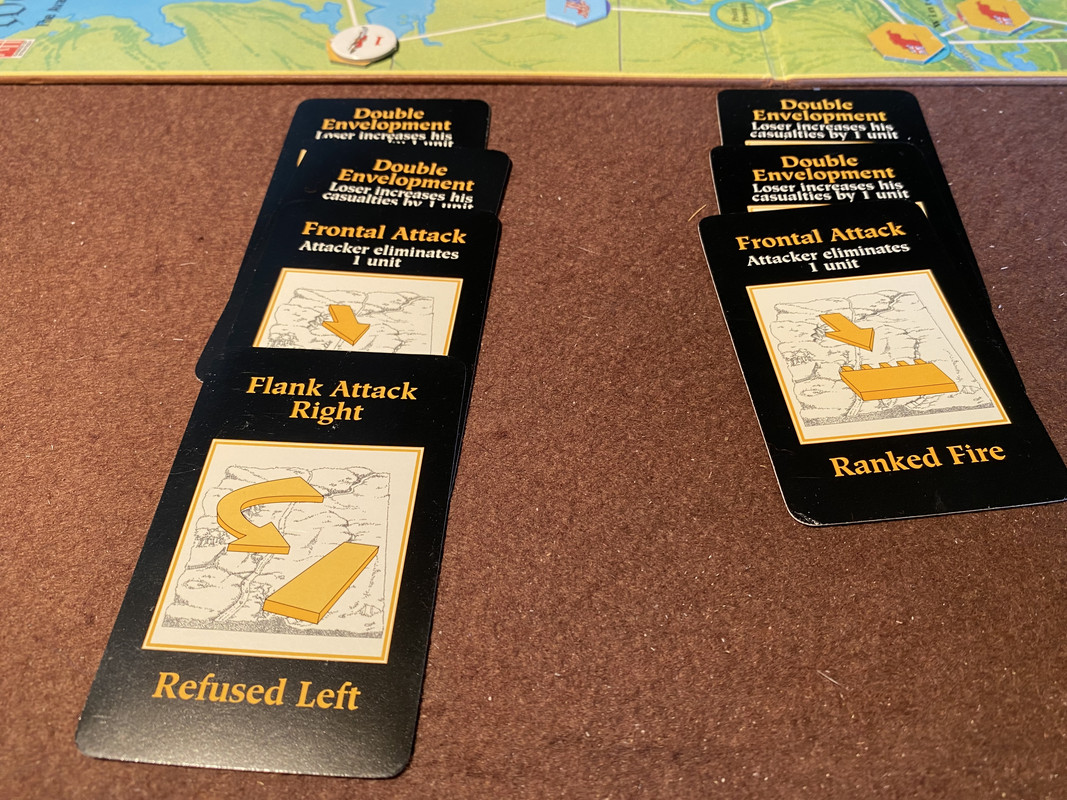 1
Double
Envelopment
Loser increases his
unit
Double
Envelopment
Loser increases his
casualties by 1 unit
Frontal Attack
Attacker eliminates
1 unit
Flank Attack
Right
Refused Left
Double
Envelopment
Loser increases his
casualties by 1 unit
Double
Envelopment
Loser increases his
casualties by 1 unit
Frontal Attack
Attacker eliminates
1 unit
Ranked Fire